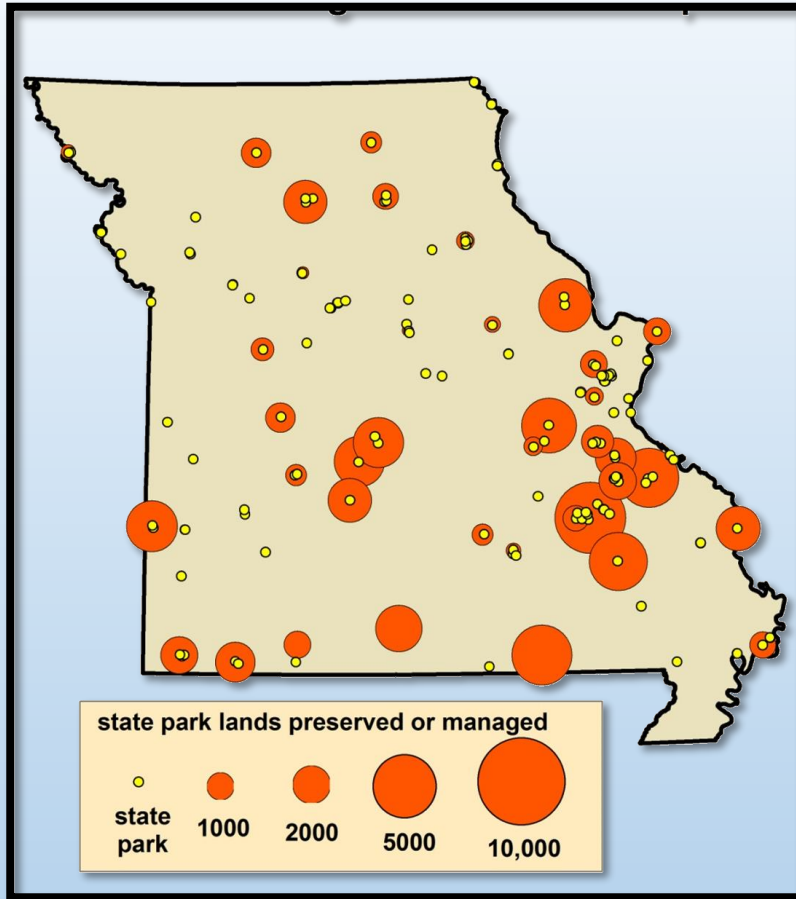 state park lands preserved or managed
state
park
1000
2000
5000
10,000